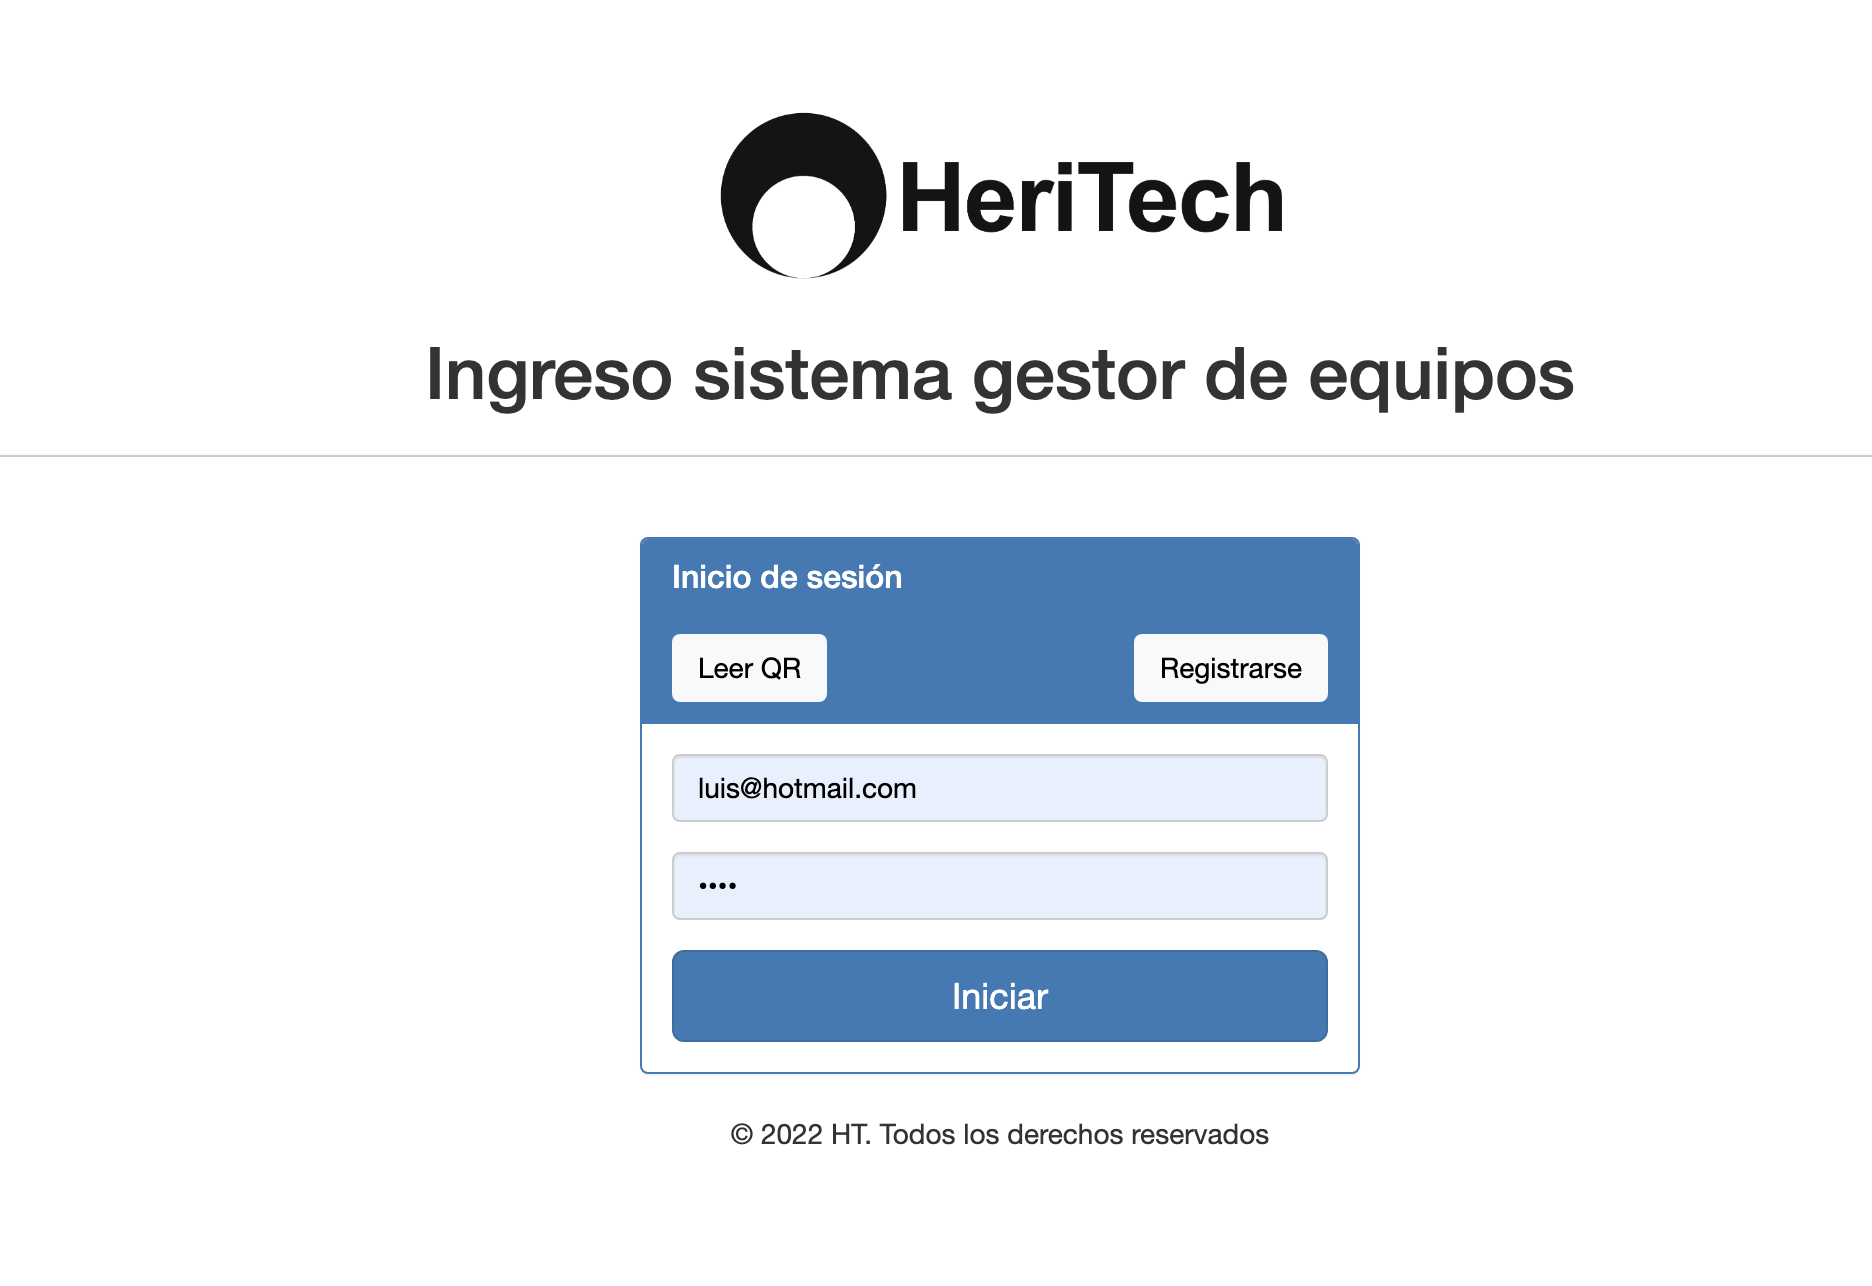 HeriTech
Ingreso sistema gestor de equipos
Inicio de sesión
Leer QR
Registrarse
luis@hotmail.com
••••
Iniciar
© 2022 HT. Todos los derechos reservados